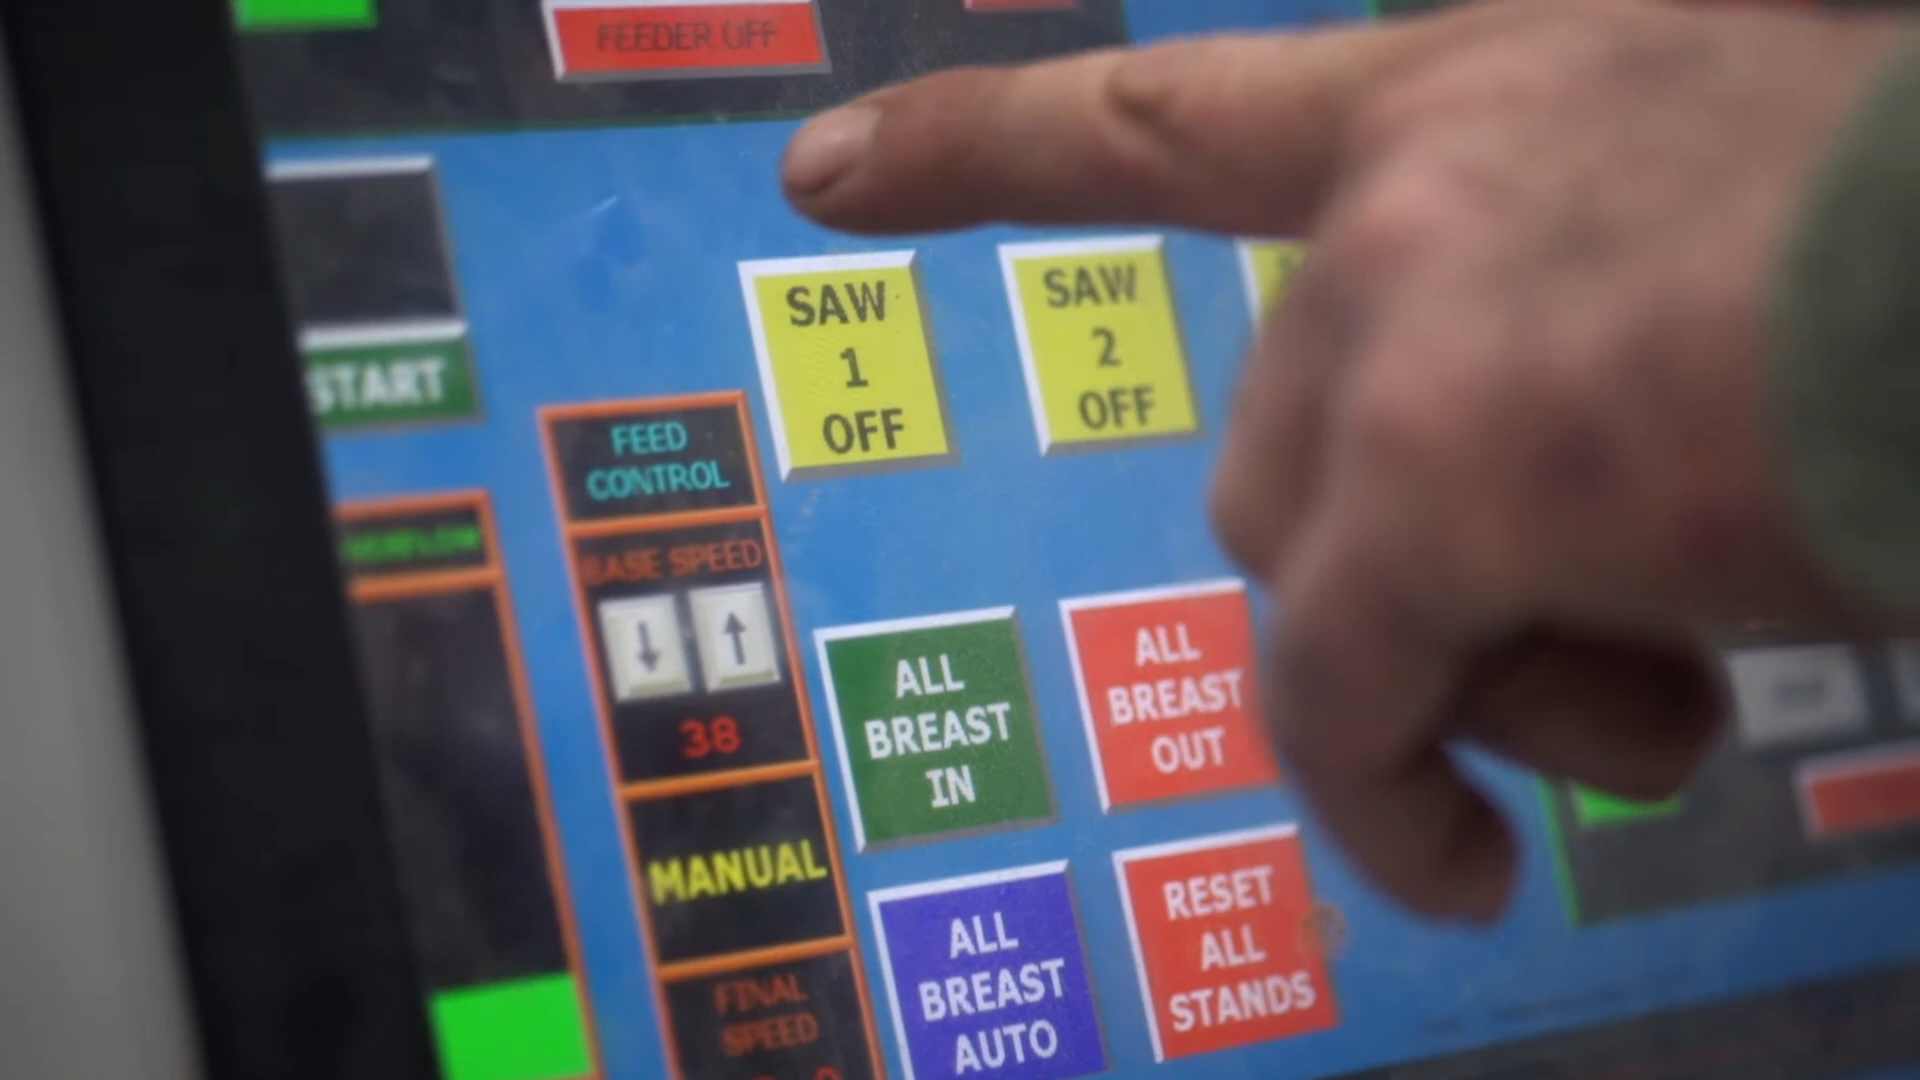 FEEDER OFF
START
SAW
1
OFF
SAW
2
OFF
FEED
CONTROL
BASE SPEED
38
MANUAL
FINAL
SPEED
ALL
BREAST
IN
ALL
BREAST
OUT
ALL
BREAST
AUTO
RESET
ALL
STANDS